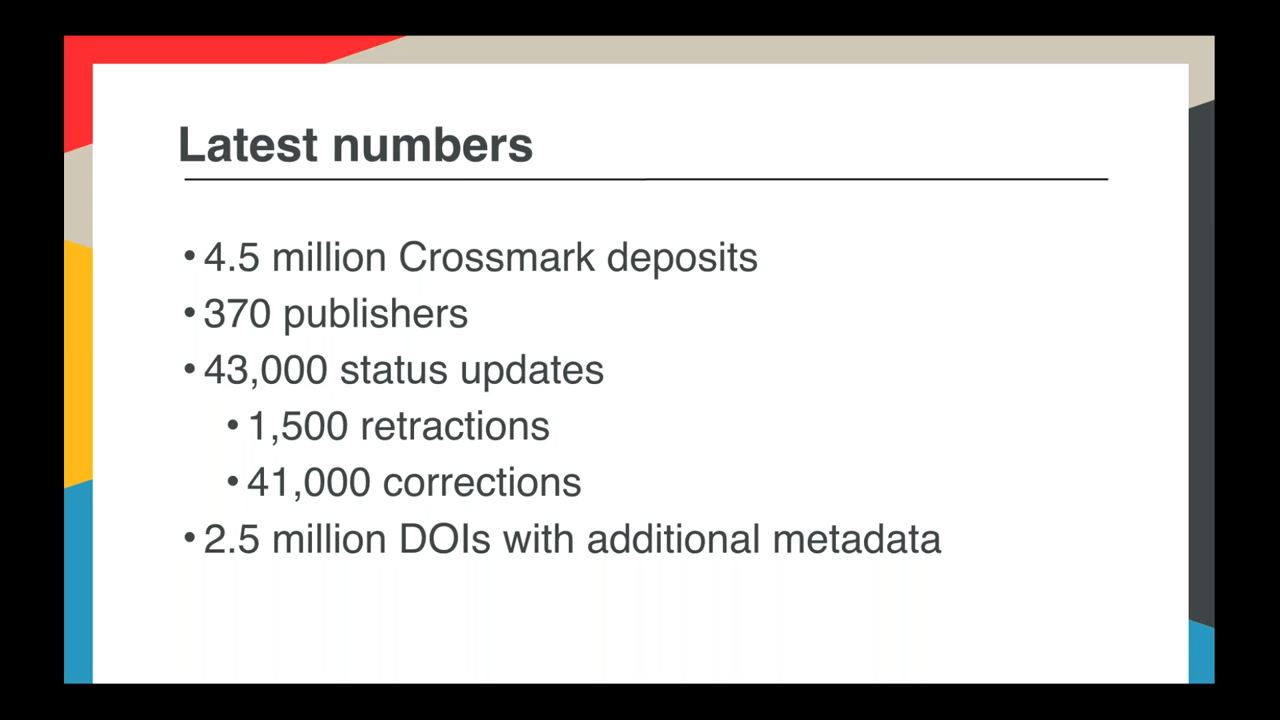 Latest numbers
• 4.5 million Crossmark deposits
• 370 publishers
• 43,000 status updates
• 1,500 retractions
• 41,000 corrections
• 2.5 million DOIs with additional metadata